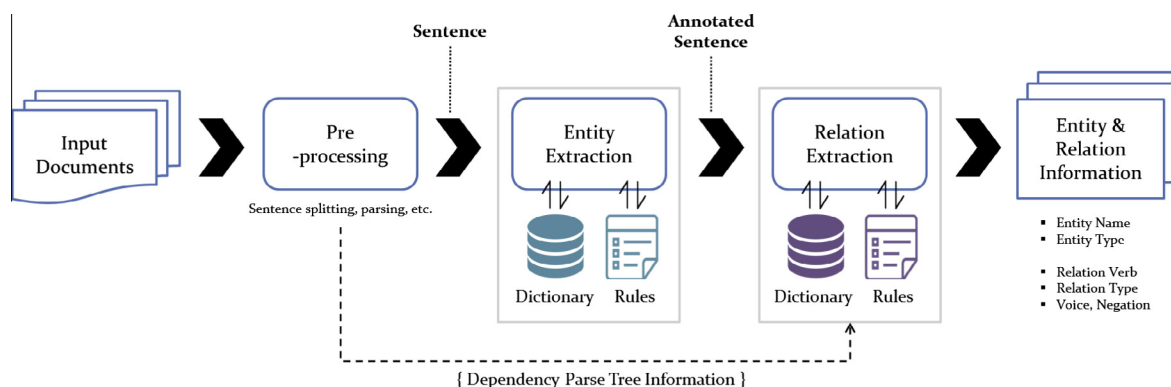 Sentence
Annotated
Sentence
Input
Documents
Pre
-processing
Sentence splitting, parsing, etc.
Entity
Extraction
Dictionary
Rules
Relation
Extraction
Dictionary
Rules
Entity &
Relation
Information
▪ Entity Name
▪ Entity Type
▪ Relation Verb
▪ Relation Type
▪ Voice, Negation
{ Dependency Parse Tree Information }